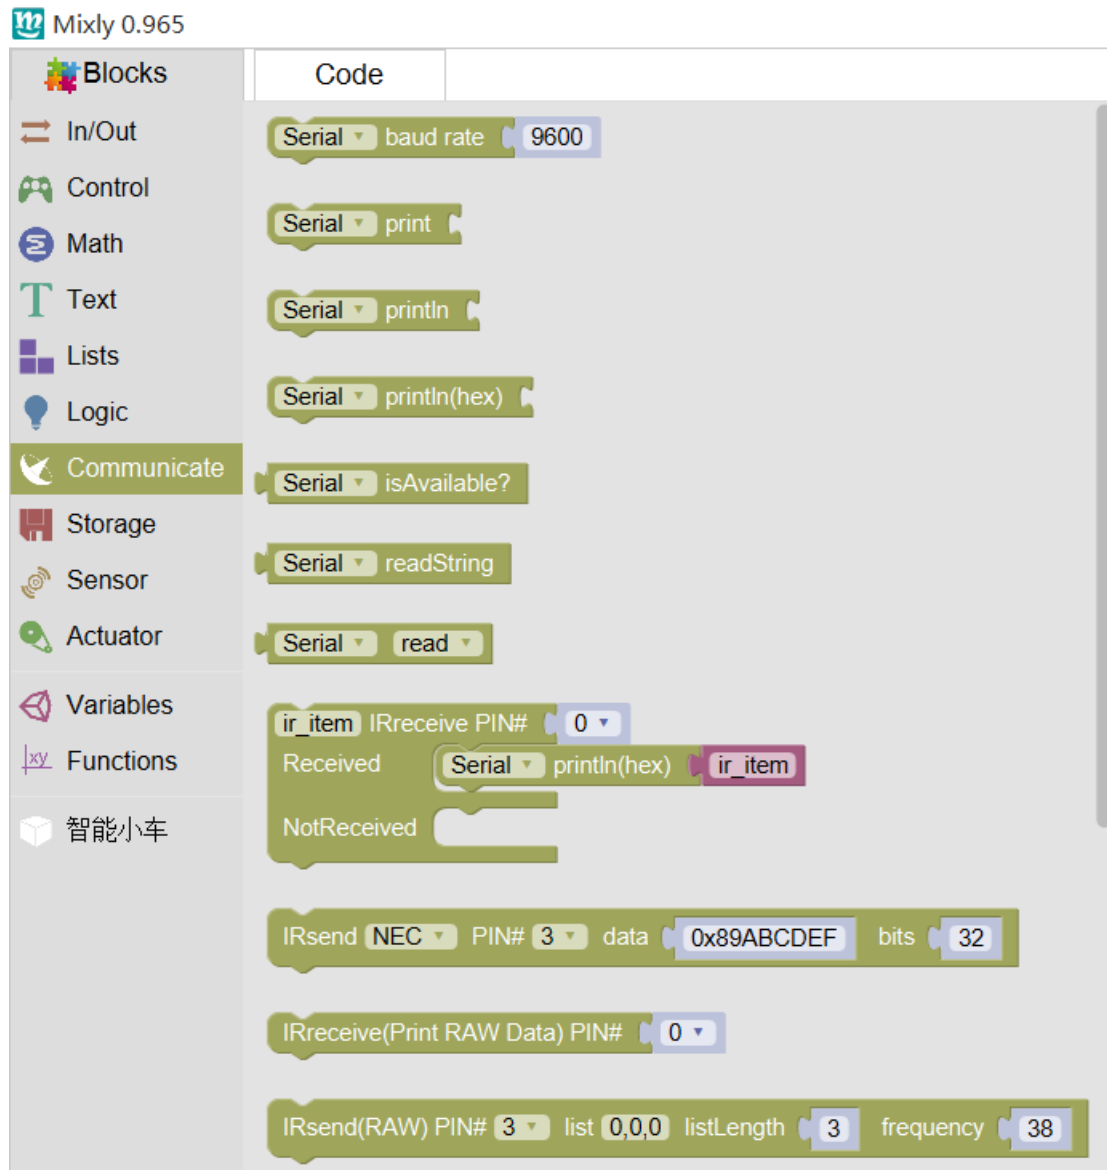 Mixly 0.965
Blocks
Code
In/Out
Control
Math
Text
Lists
Logic
Communicate
Storage
Sensor
Actuator
Variables
Functions
智能小车
Serial baud rate 9600
Serial print
Serial println
Serial println(hex)
Serial isAvailable?
Serial readString
Serial read
ir_item IRreceive PIN# 0
Received Serial println(hex) ir_item
NotReceived
IRsend NEC PIN# 3 data 0x89ABCDEF bits 32
IRreceive(Print RAW Data) PIN# 0
IRsend(RAW) PIN# 3 list 0,0,0 listLength 3 frequency 38